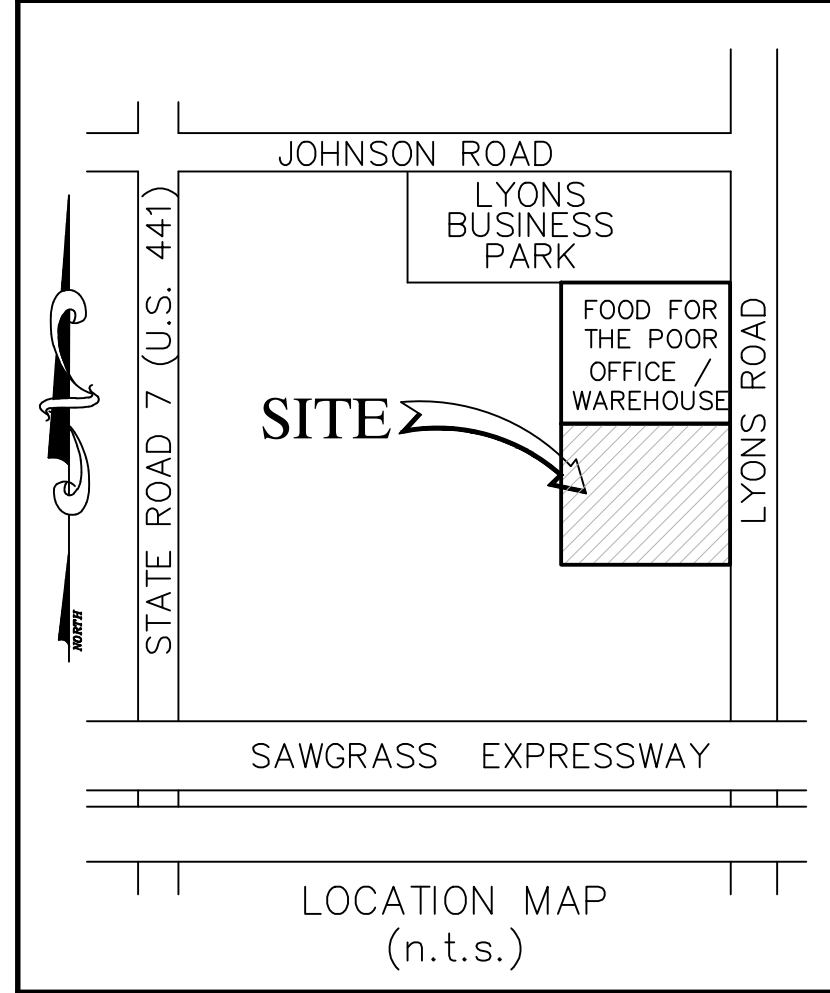 JOHNSON ROAD
LYONS
BUSINESS
PARK
STATE ROAD 7 (U.S. 441)
FOOD FOR
THE POOR
OFFICE /
WAREHOUSE
LYONS ROAD
SITE
NORTH
SAWGRASS EXPRESSWAY
LOCATION MAP
(n.t.s.)